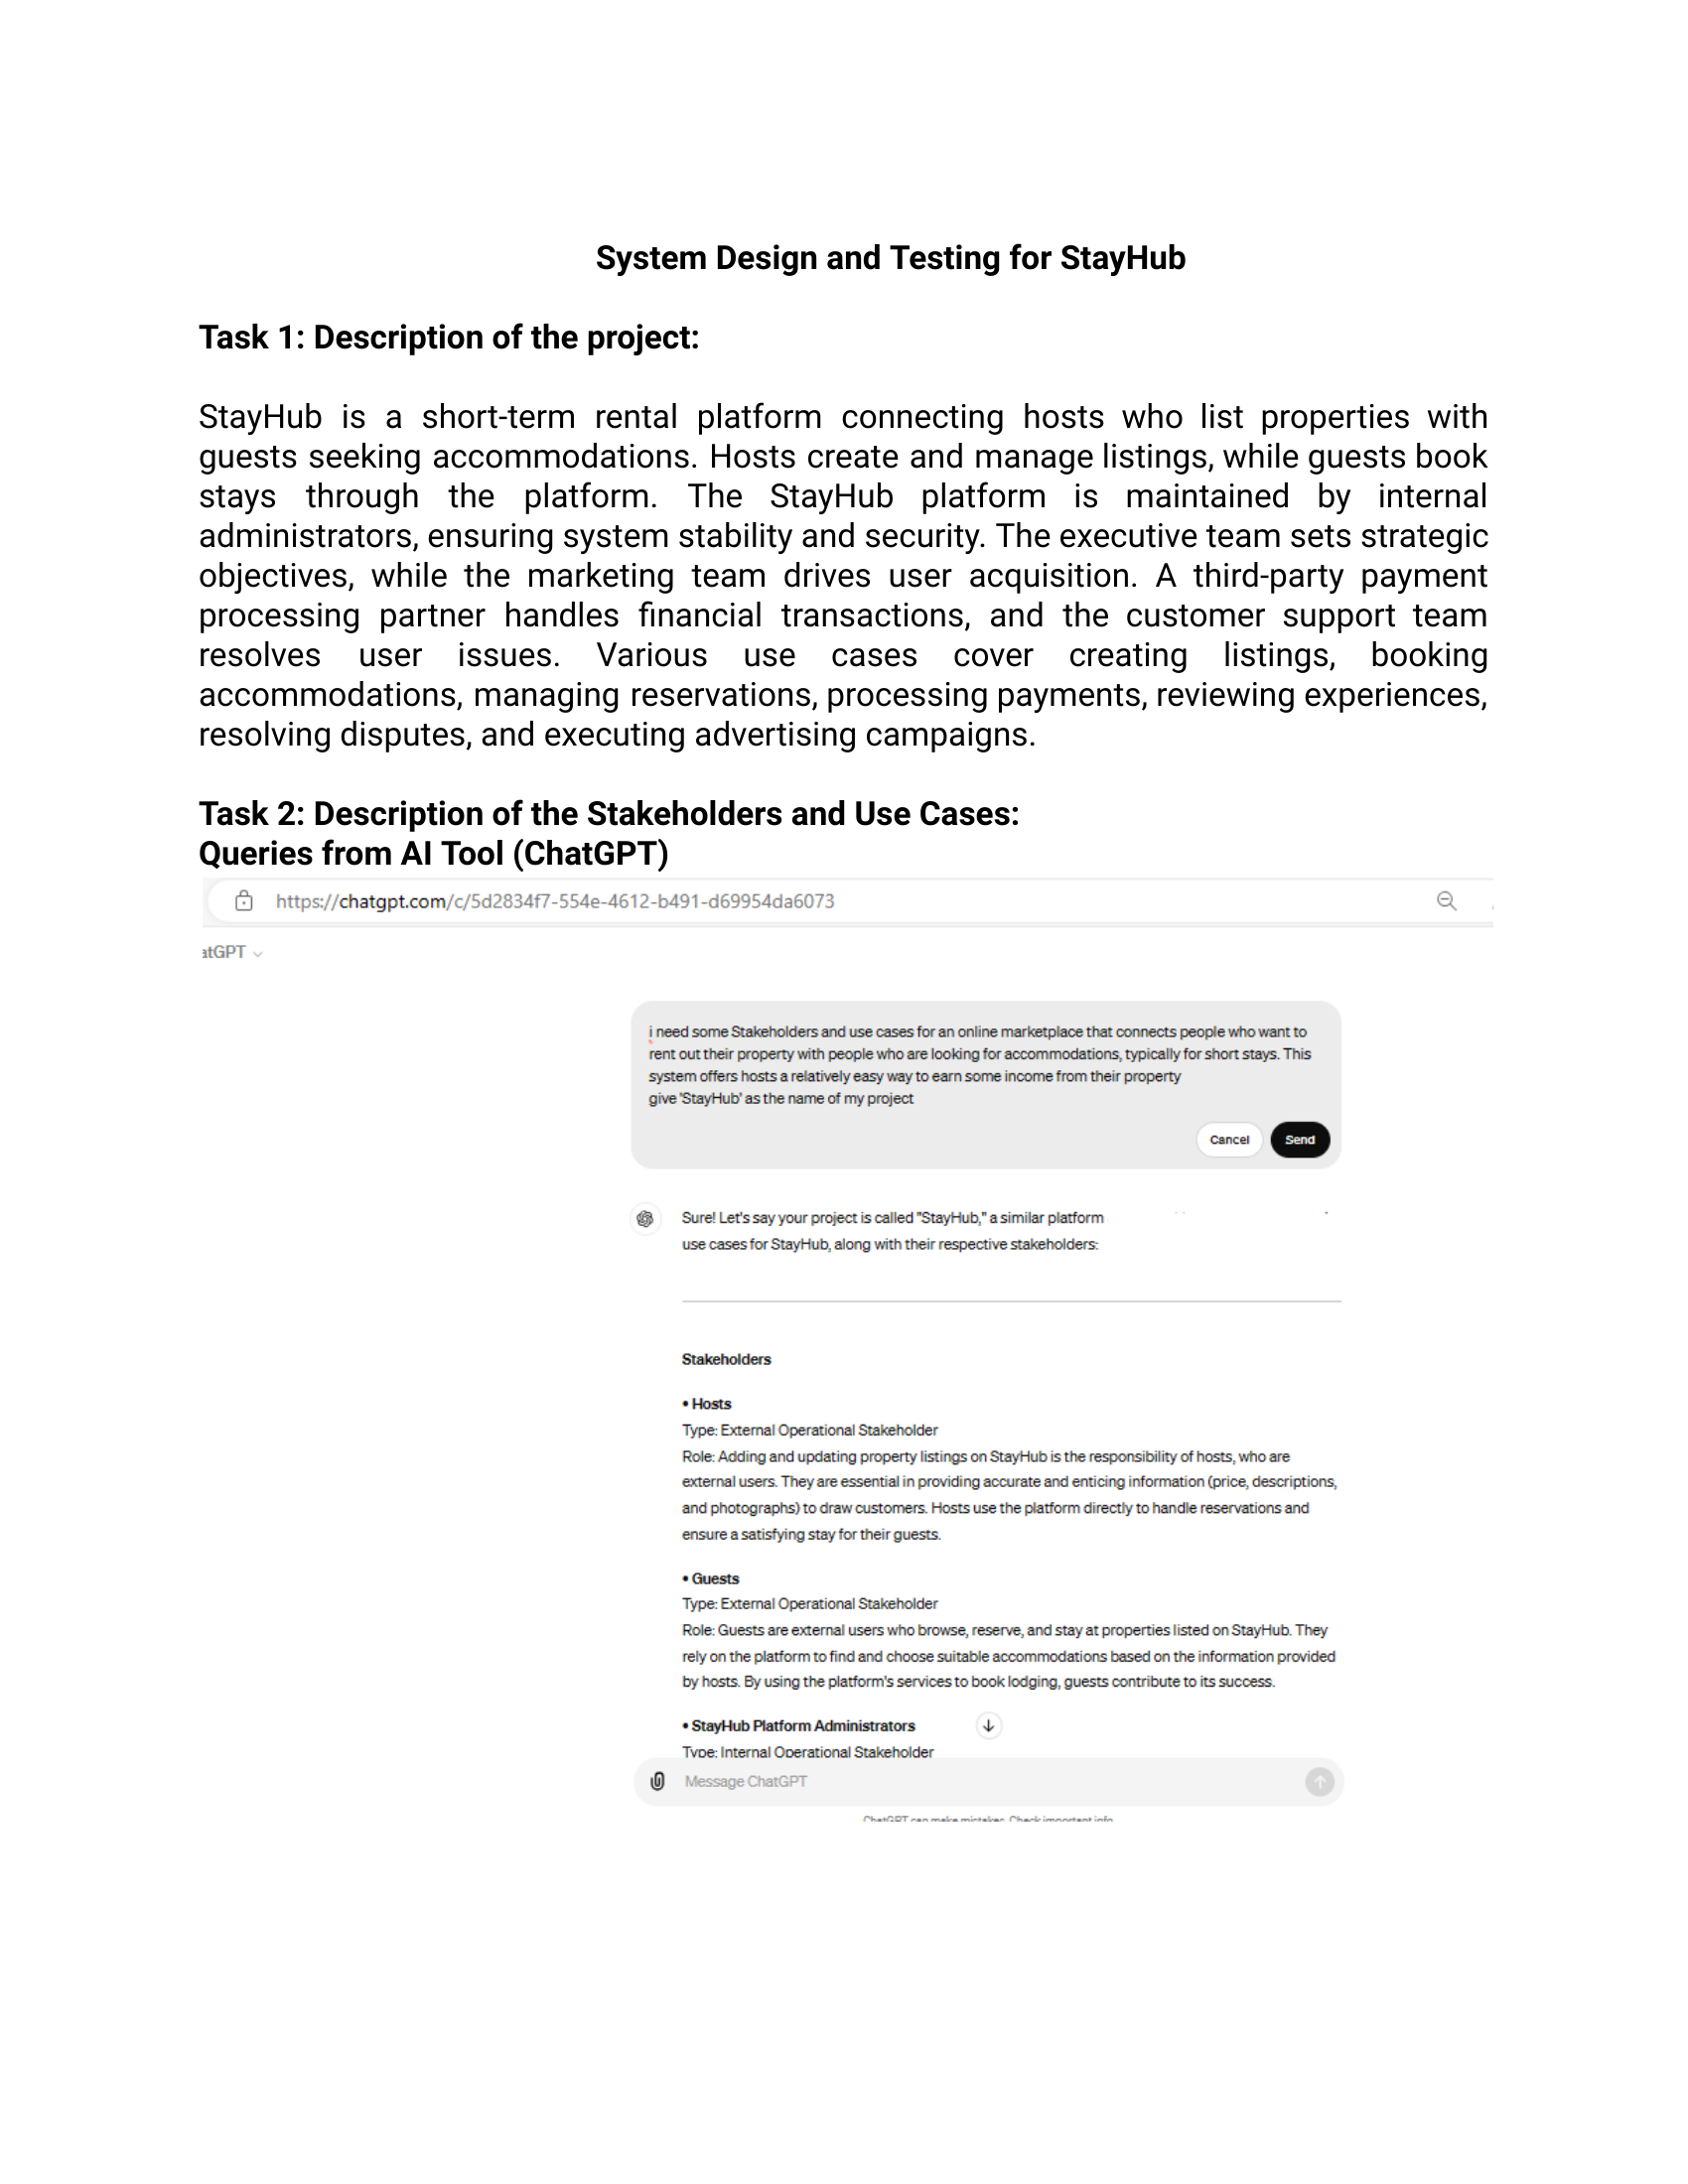 System Design and Testing for StayHub
Task 1: Description of the project:
StayHub is a short-term rental platform connecting hosts who list properties with
guests seeking accommodations. Hosts create and manage listings, while guests book
stays through the platform. The StayHub platform is maintained by internal
administrators, ensuring system stability and security. The executive team sets strategic
objectives, while the marketing team drives user acquisition. A third-party payment
processing partner handles financial transactions, and the customer support team
resolves user issues. Various use cases cover creating listings, booking
accommodations, managing reservations, processing payments, reviewing experiences,
resolving disputes, and executing advertising campaigns.
Task 2: Description of the Stakeholders and Use Cases:
Queries from AI Tool (ChatGPT)
https://chatgpt.com/c/5d2834f7-554e-4612-b491-d69954da6073
atGPT
i need some Stakeholders and use cases for an online marketplace that connects people who want to
rent out their property with people who are looking for accommodations, typically for short stays. This
system offers hosts a relatively easy way to earn some income from their property
give 'StayHub' as the name of my project
Cancel Send
Sure! Let's say your project is called "StayHub," a similar platform
use cases for StayHub, along with their respective stakeholders:
Stakeholders
• Hosts
Type: External Operational Stakeholder
Role: Adding and updating property listings on StayHub is the responsibility of hosts, who are
external users. They are essential in providing accurate and enticing information (price, descriptions,
and photographs) to draw customers. Hosts use the platform directly to handle reservations and
ensure a satisfying stay for their guests.
• Guests
Type: External Operational Stakeholder
Role: Guests are external users who browse, reserve, and stay at properties listed on StayHub. They
rely on the platform to find and choose suitable accommodations based on the information provided
by hosts. By using the platform's services to book lodging, guests contribute to its success.
• StayHub Platform Administrators
Type: Internal Operational Stakeholder
Message ChatGPT
ChatGPT can make mistakes. Check important info.